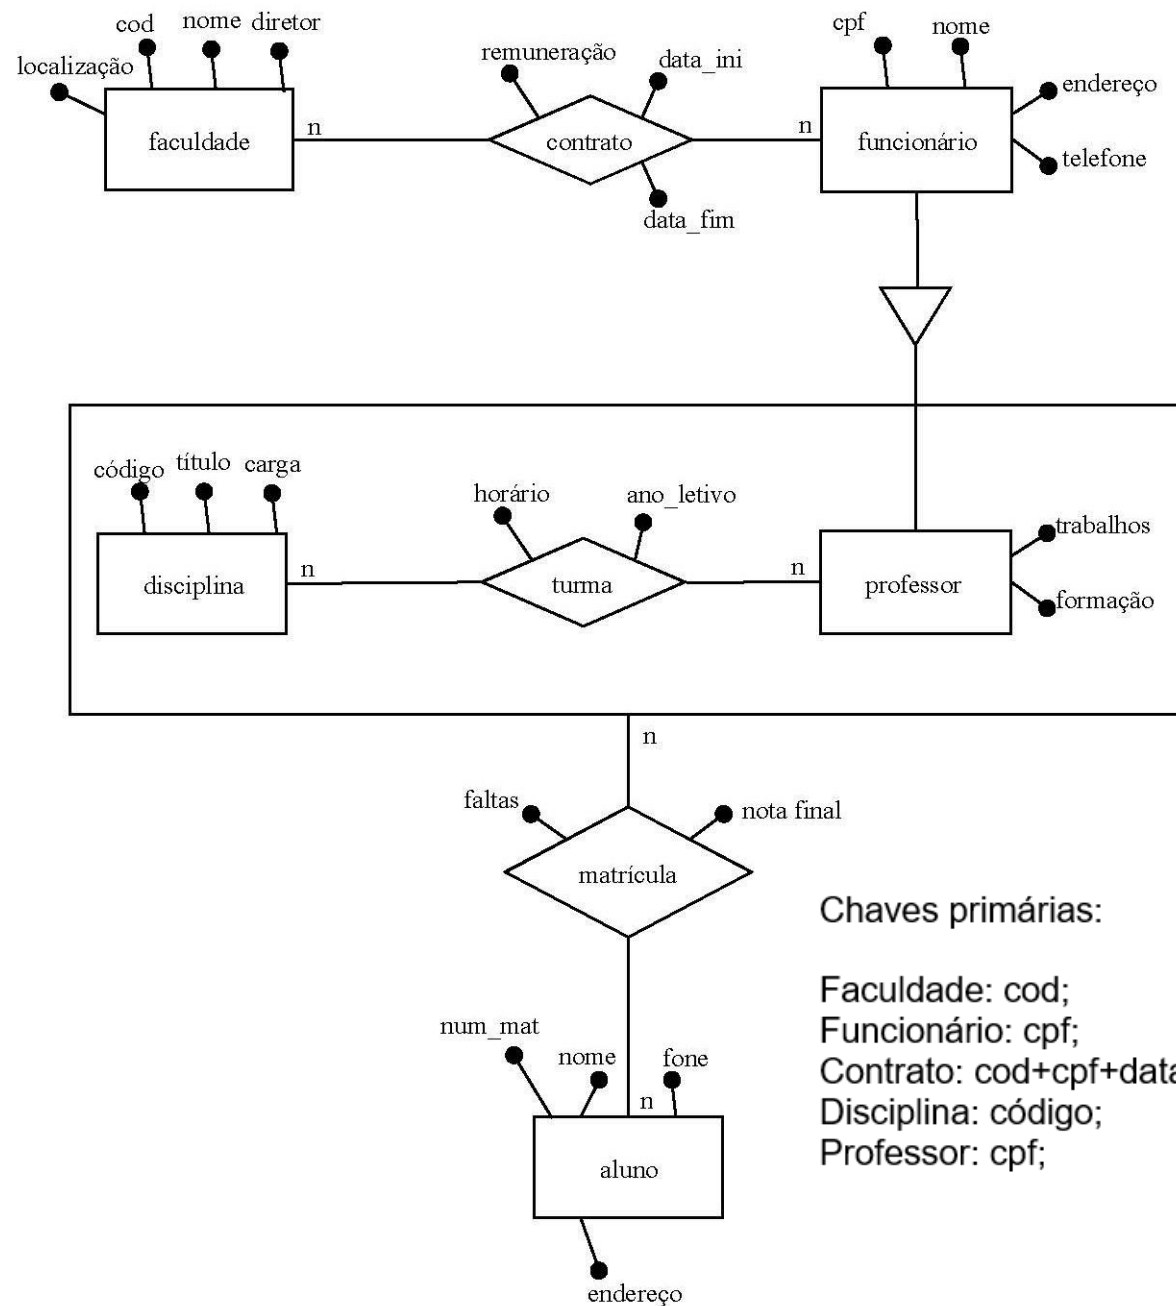 cod nome diretor
localização
faculdade
n
remuneração
data_ini
contrato
data_fim
n
cpf nome
endereço
funcionário
telefone
código título carga
disciplina
n
horário ano_letivo
turma
n
professor
trabalhos
formação
n
faltas nota final
matrícula
num_mat
nome fone
n
aluno
endereço
Chaves primárias:
Faculdade: cod;
Funcionário: cpf;
Contrato: cod+cpf+data
Disciplina: código;
Professor: cpf;